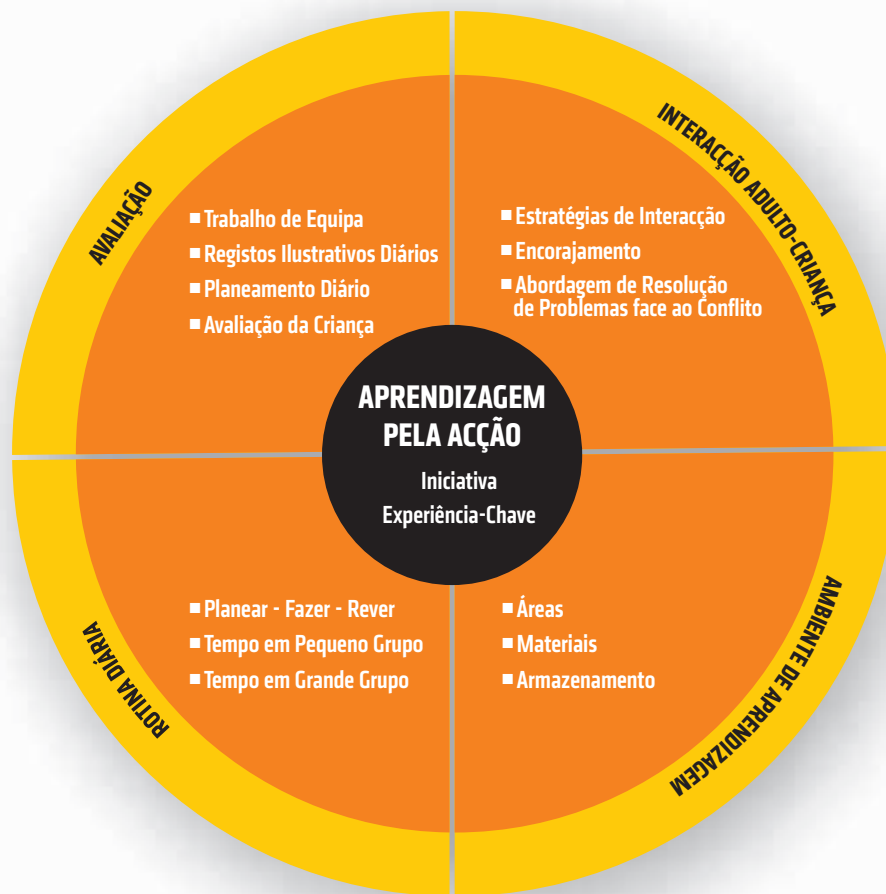 AVALIAÇÃO
■ Trabalho de Equipa
■ Registos Ilustrativos Diários
■ Planeamento Diário
■ Avaliação da Criança
INTERACÇÃO ADULTO-CRIANÇA
■ Estratégias de Interacção
■ Encorajamento
■ Abordagem de Resolução
de Problemas face ao Conflito
APRENDIZAGEM
PELA ACÇÃO
Iniciativa
Experiência-Chave
ROTINA DIÁRIA
■ Planear - Fazer - Rever
■ Tempo em Pequeno Grupo
■ Tempo em Grande Grupo
■ Áreas
■ Materiais
■ Armazenamento
AMBIENTE DE APRENDIZAGEM